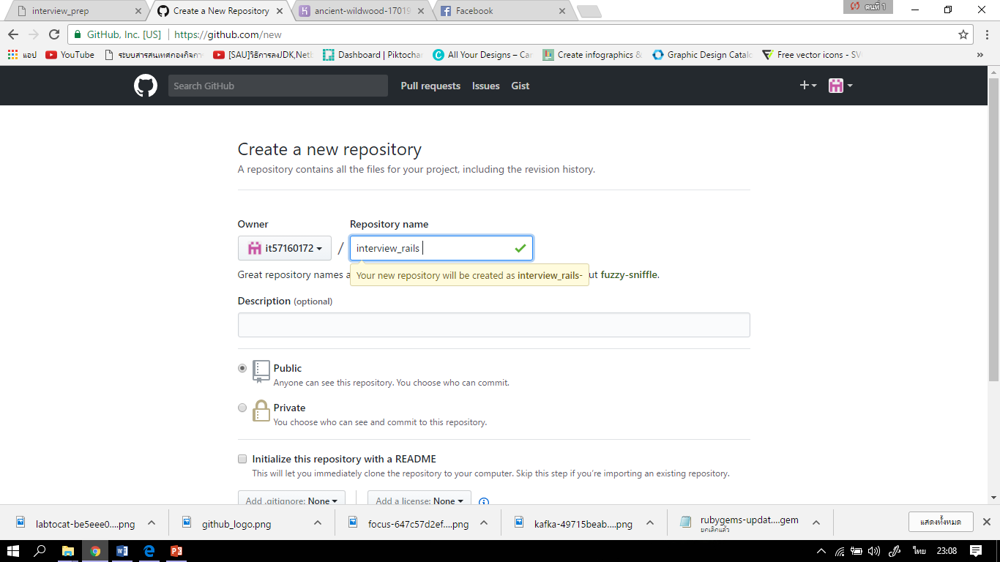 interview_prep
Create a New Repository
ancient-wildwood-17019
Facebook
คนที่ 1
GitHub, Inc. [US]
https://github.com/new
แอป
YouTube
ระบบสารสนเทศกองกิจกา
[SAU]วิธีการลงJDK,Netb
Dashboard | Piktochar
All Your Designs – Can
Create infographics &
Graphic Design Catalo
Free vector icons - SV
»
Search GitHub
Pull requests
Issues
Gist
Create a new repository
A repository contains all the files for your project, including the revision history.
Owner
Repository name
it57160172
/
interview_rails
Great repository names a
Your new repository will be created as interview_rails-
ut fuzzy-sniffle.
Description (optional)
Public
Anyone can see this repository. You choose who can commit.
Private
You choose who can see and commit to this repository.
Initialize this repository with a README
This will let you immediately clone the repository to your computer. Skip this step if you’re importing an existing repository.
Add .gitignore: None
Add a license: None
labtocat-be5eee0....png
github_logo.png
focus-647c57d2ef....png
kafka-49715beab....png
rubygems-updat....gem
ยกเลิกแล้ว
แสดงทั้งหมด
ไทย
23:08